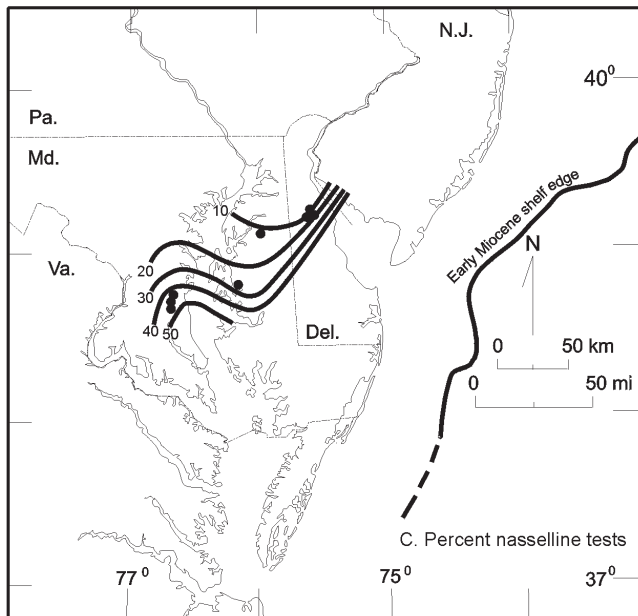 N.J.
40⁰
Pa.
Md.
10
Early Miocene shelf edge
N
Va.
20
30
40
50
Del.
0
50 km
0
50 mi
C. Percent nasselline tests
77⁰
75⁰
37⁰